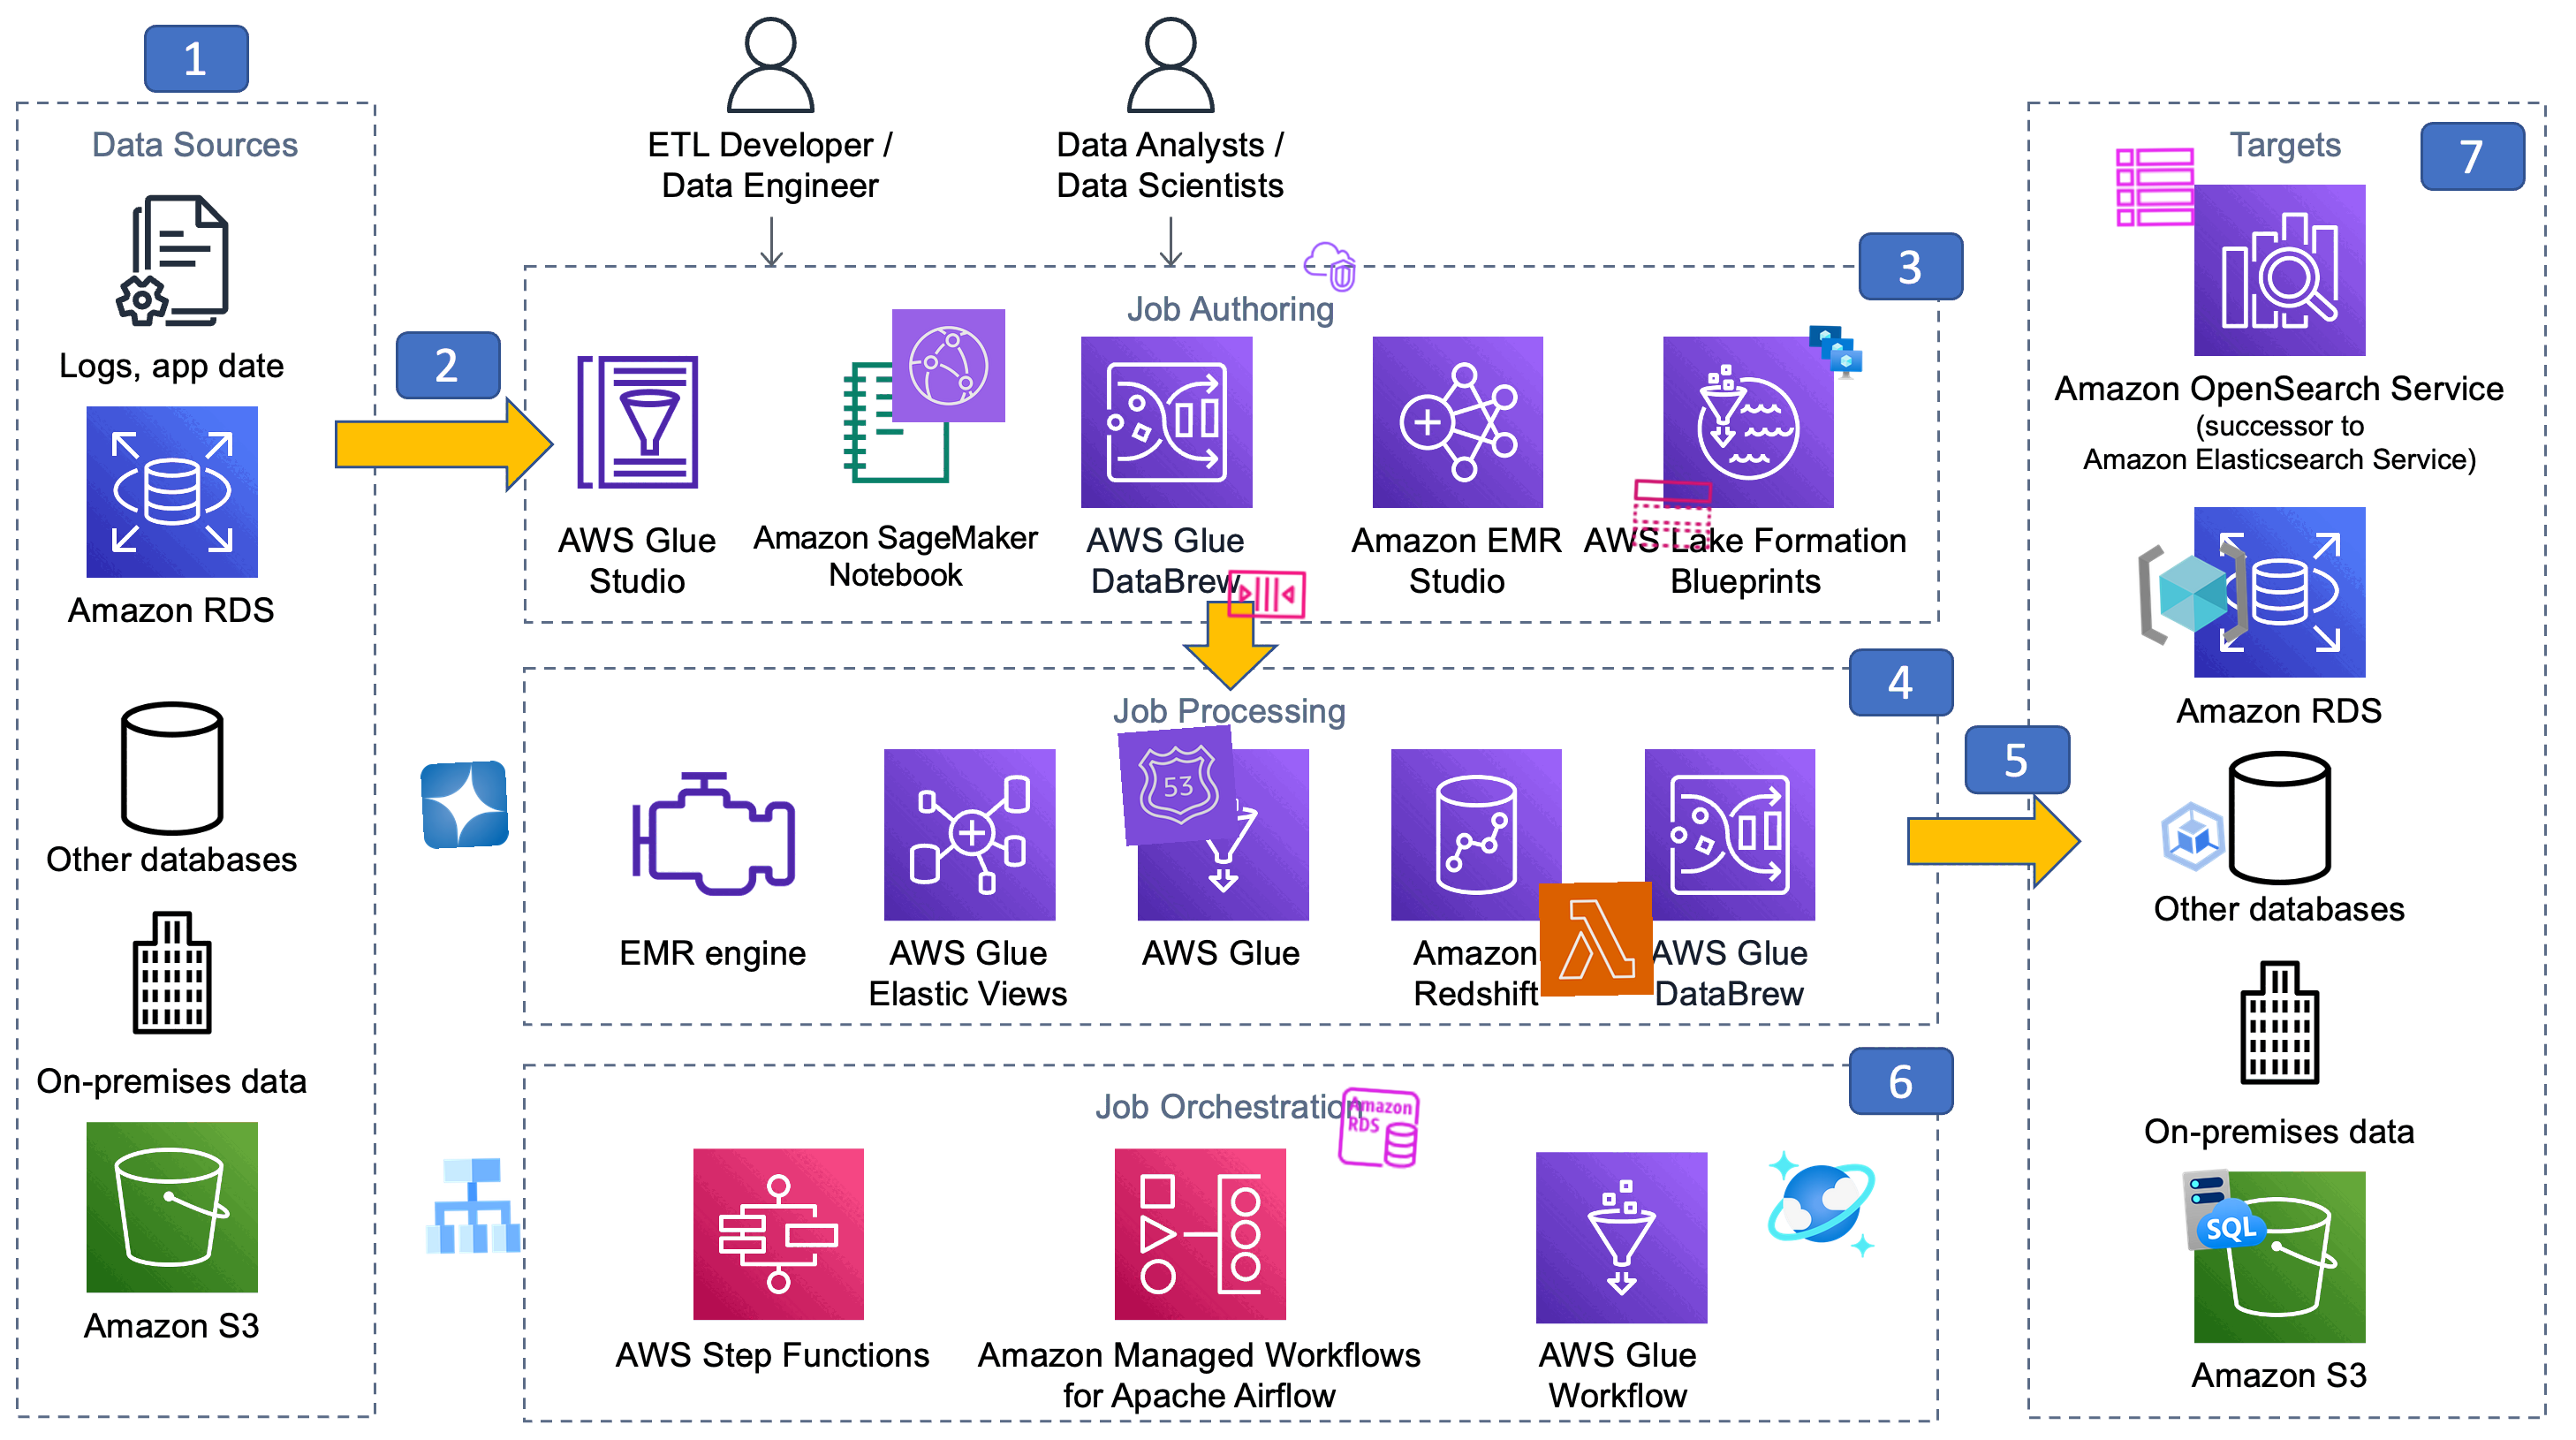 1
Data Sources
Logs, app date
Amazon RDS
Other databases
On-premises data
Amazon S3
2
ETL Developer /
Data Engineer
Data Analysts /
Data Scientists
3
Job Authoring
AWS Glue
Studio
Amazon SageMaker
Notebook
AWS Glue
DataBrew
Amazon EMR
Studio
AWS Lake Formation
Blueprints
4
Job Processing
EMR engine
AWS Glue
Elastic Views
53
AWS Glue
Amazon
Redshift
AWS Glue
DataBrew
5
6
Job Orchestration
Amazon
RDS
AWS Step Functions
Amazon Managed Workflows
for Apache Airflow
AWS Glue
Workflow
7
Targets
Amazon OpenSearch Service
(successor to
Amazon Elasticsearch Service)
Amazon RDS
Other databases
On-premises data
SQL
Amazon S3